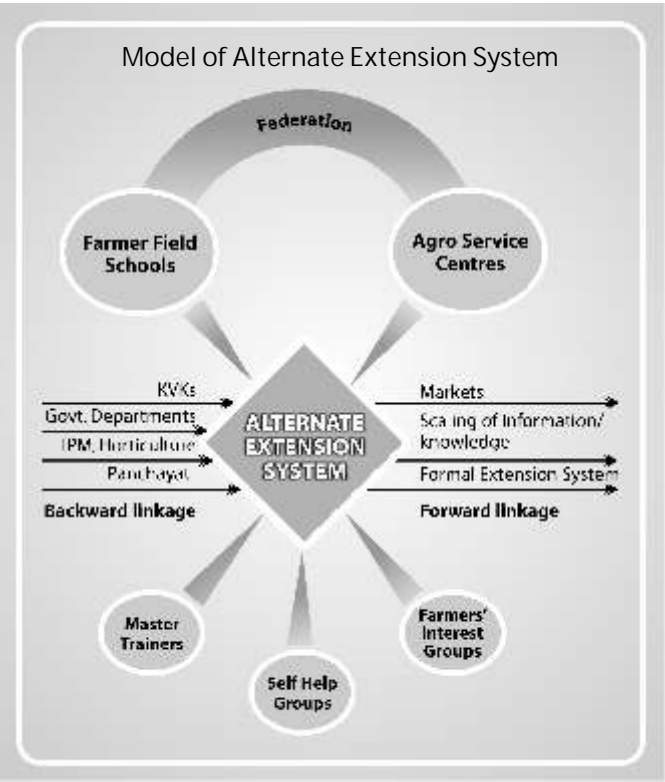 Model of Alternate Extension System
Federation
Farmer Field
Schools
Agro Service
Centres
KVKs
Govt. Departments
IPM, Horticulture
Panchayat
Backward linkage
ALTERNATE
EXTENSION
SYSTEM
Markets
Scaling of Information/
knowledge
Formal Extension System
Forward linkage
Master
Trainers
Self Help
Groups
Farmers'
Interest
Groups